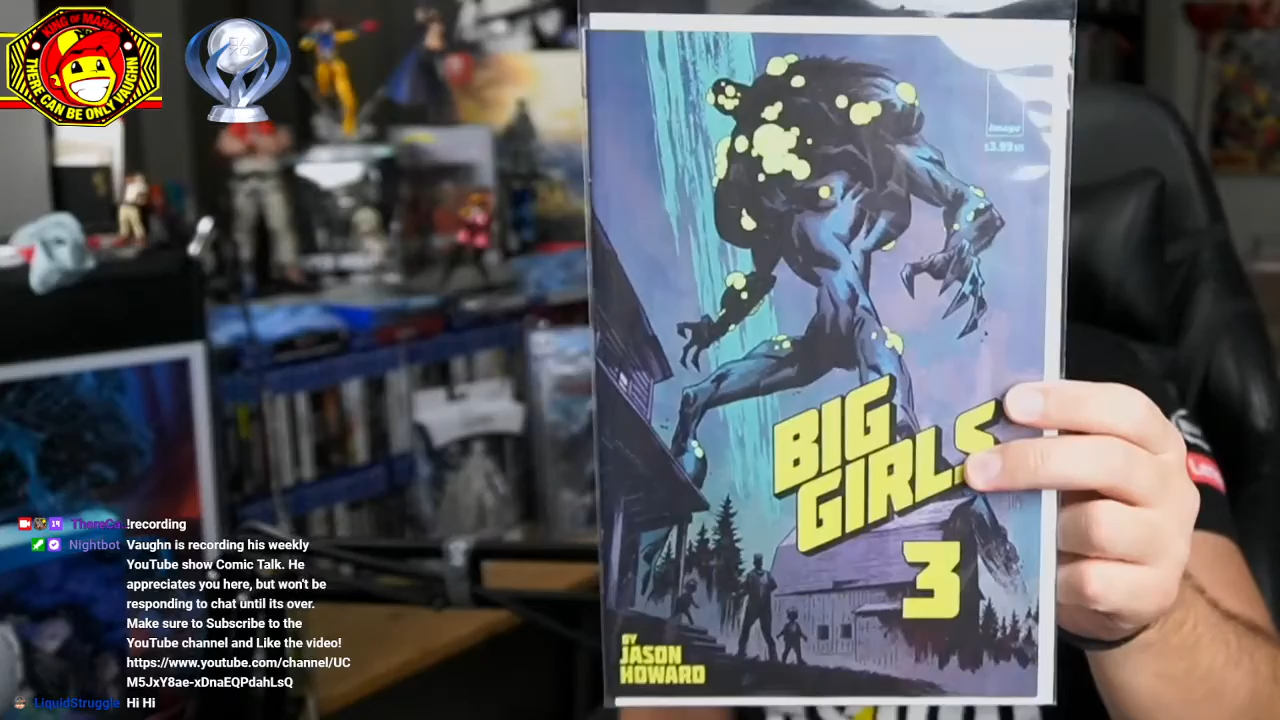 KING OF MARKS
THERE CAN BE ONLY VAUGHN
image
$3.99 US
BIG
GIRLS
3
BY
JASON
HOWARD
!recording
Nightbot Vaughn is recording his weekly
YouTube show Comic Talk. He
appreciates you here, but won't be
responding to chat until its over.
Make sure to Subscribe to the
YouTube channel and Like the video!
https://www.youtube.com/channel/UC
M5JxY8ae-xDnaEQPdahLsQ
LiquidStruggle Hi Hi